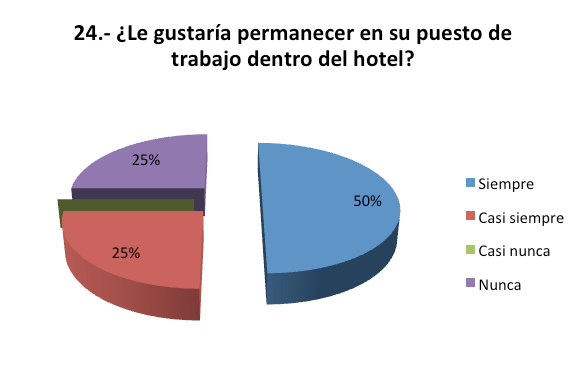 24.- ¿Le gustaría permanecer en su puesto de
trabajo dentro del hotel?
25%
50%
25%
Siempre
Casi siempre
Casi nunca
Nunca